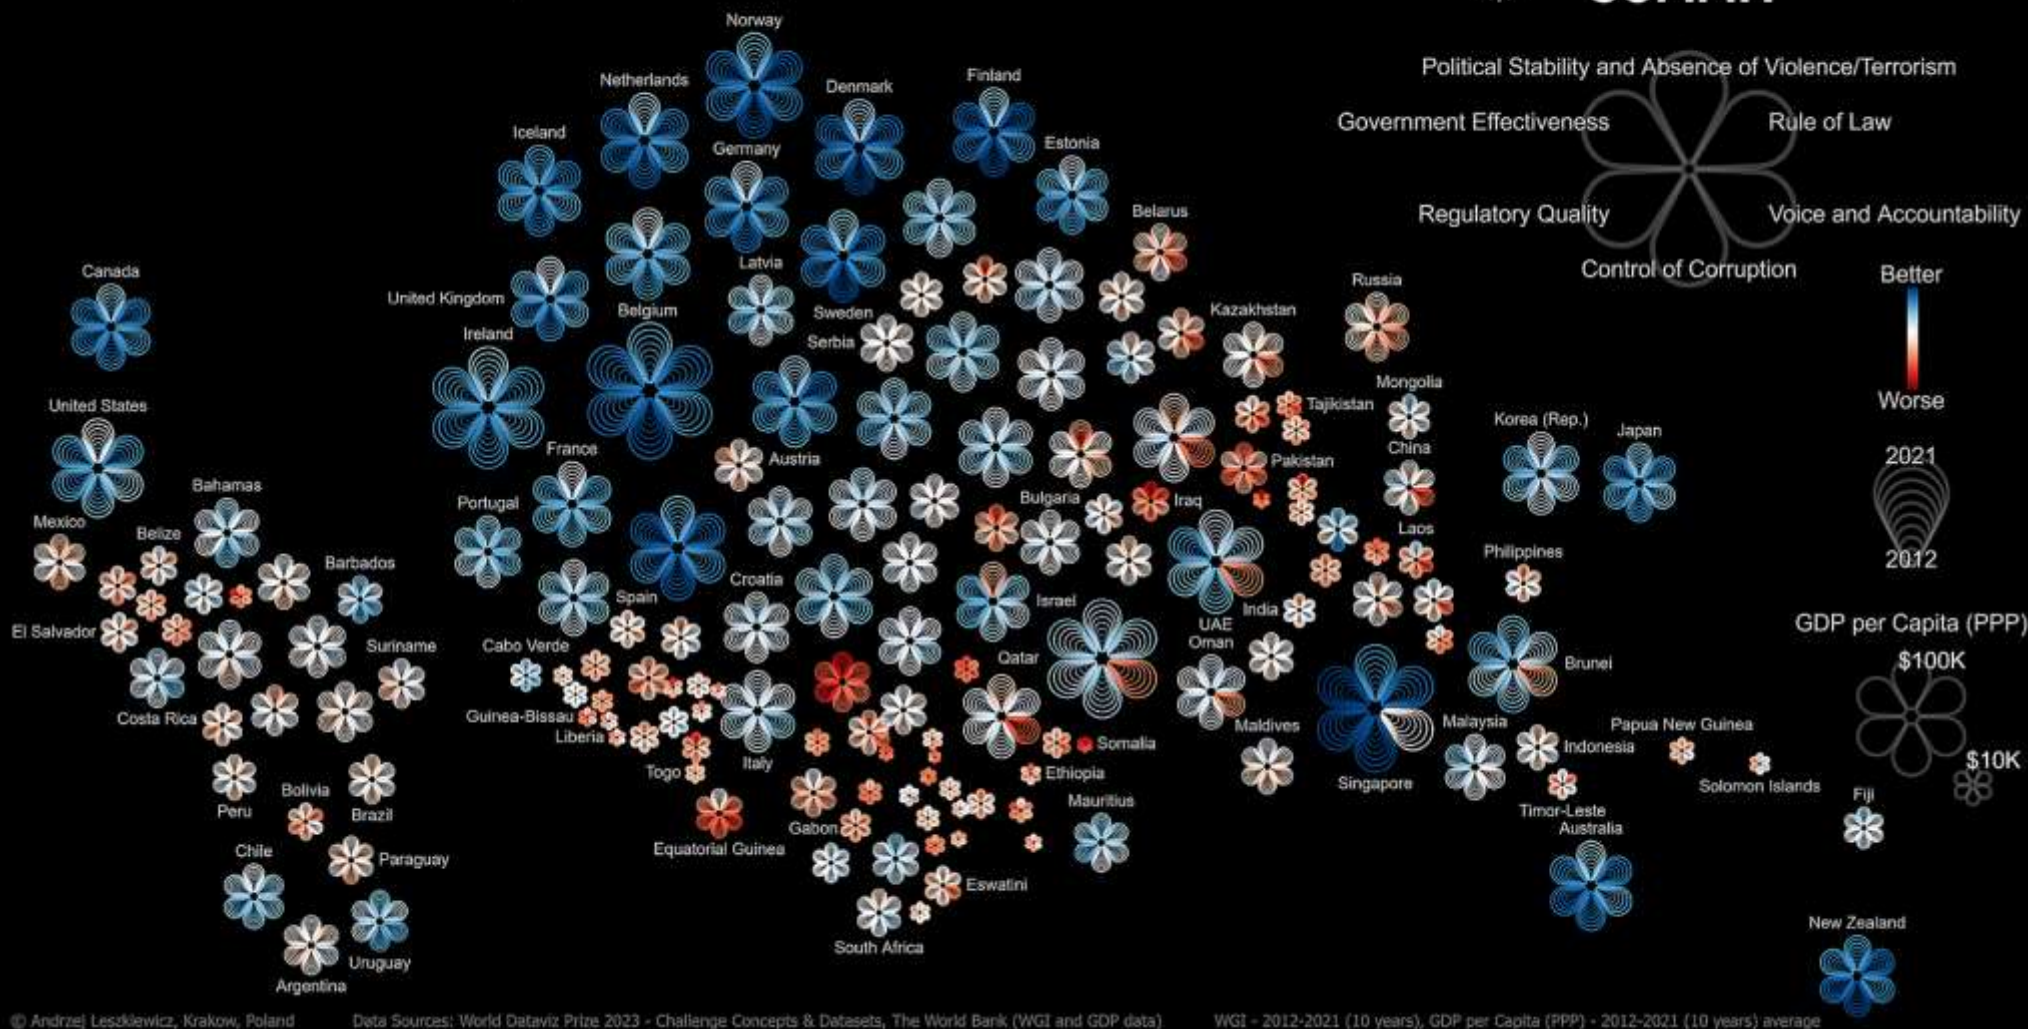 Norway
Netherlands
Denmark
Finland
Iceland
Germany
Estonia
Belarus
Canada
United Kingdom
Latvia
Belgium
Sweden
Ireland
Serbia
Kazakhstan
Russia
United States
Mongolia
Tajikistan
Korea (Rep.)
Japan
France
Austria
Pakistan
China
Bahamas
Portugal
Bulgaria
Iraq
Mexico
Belize
Laos
Barbados
Philippines
Croatia
Spain
Israel
India
El Salvador
UAE
Oman
Suriname
Cabo Verde
Qatar
Brunei
Costa Rica
Guinea-Bissau
Liberia
Maldives
Malaysia
Papua New Guinea
Somalia
Indonesia
Italy
Togo
Ethiopia
Singapore
Solomon Islands
Bolivia
Peru
Brazil
Mauritius
Timor-Leste
Fiji
Gabon
Australia
Equatorial Guinea
Chile
Paraguay
Eswatini
New Zealand
South Africa
Uruguay
Argentina
Political Stability and Absence of Violence/Terrorism
Government Effectiveness
Rule of Law
Regulatory Quality
Voice and Accountability
Control of Corruption
Better
Worse
2021
2012
GDP per Capita (PPP)
$100K
$10K
© Andrzej Leszkiewicz, Krakow, Poland
Data Sources: World Dataviz Prize 2023 - Challenge Concepts & Datasets, The World Bank (WGI and GDP data)
WGI - 2012-2021 (10 years), GDP per Capita (PPP) - 2012-2021 (10 years) average